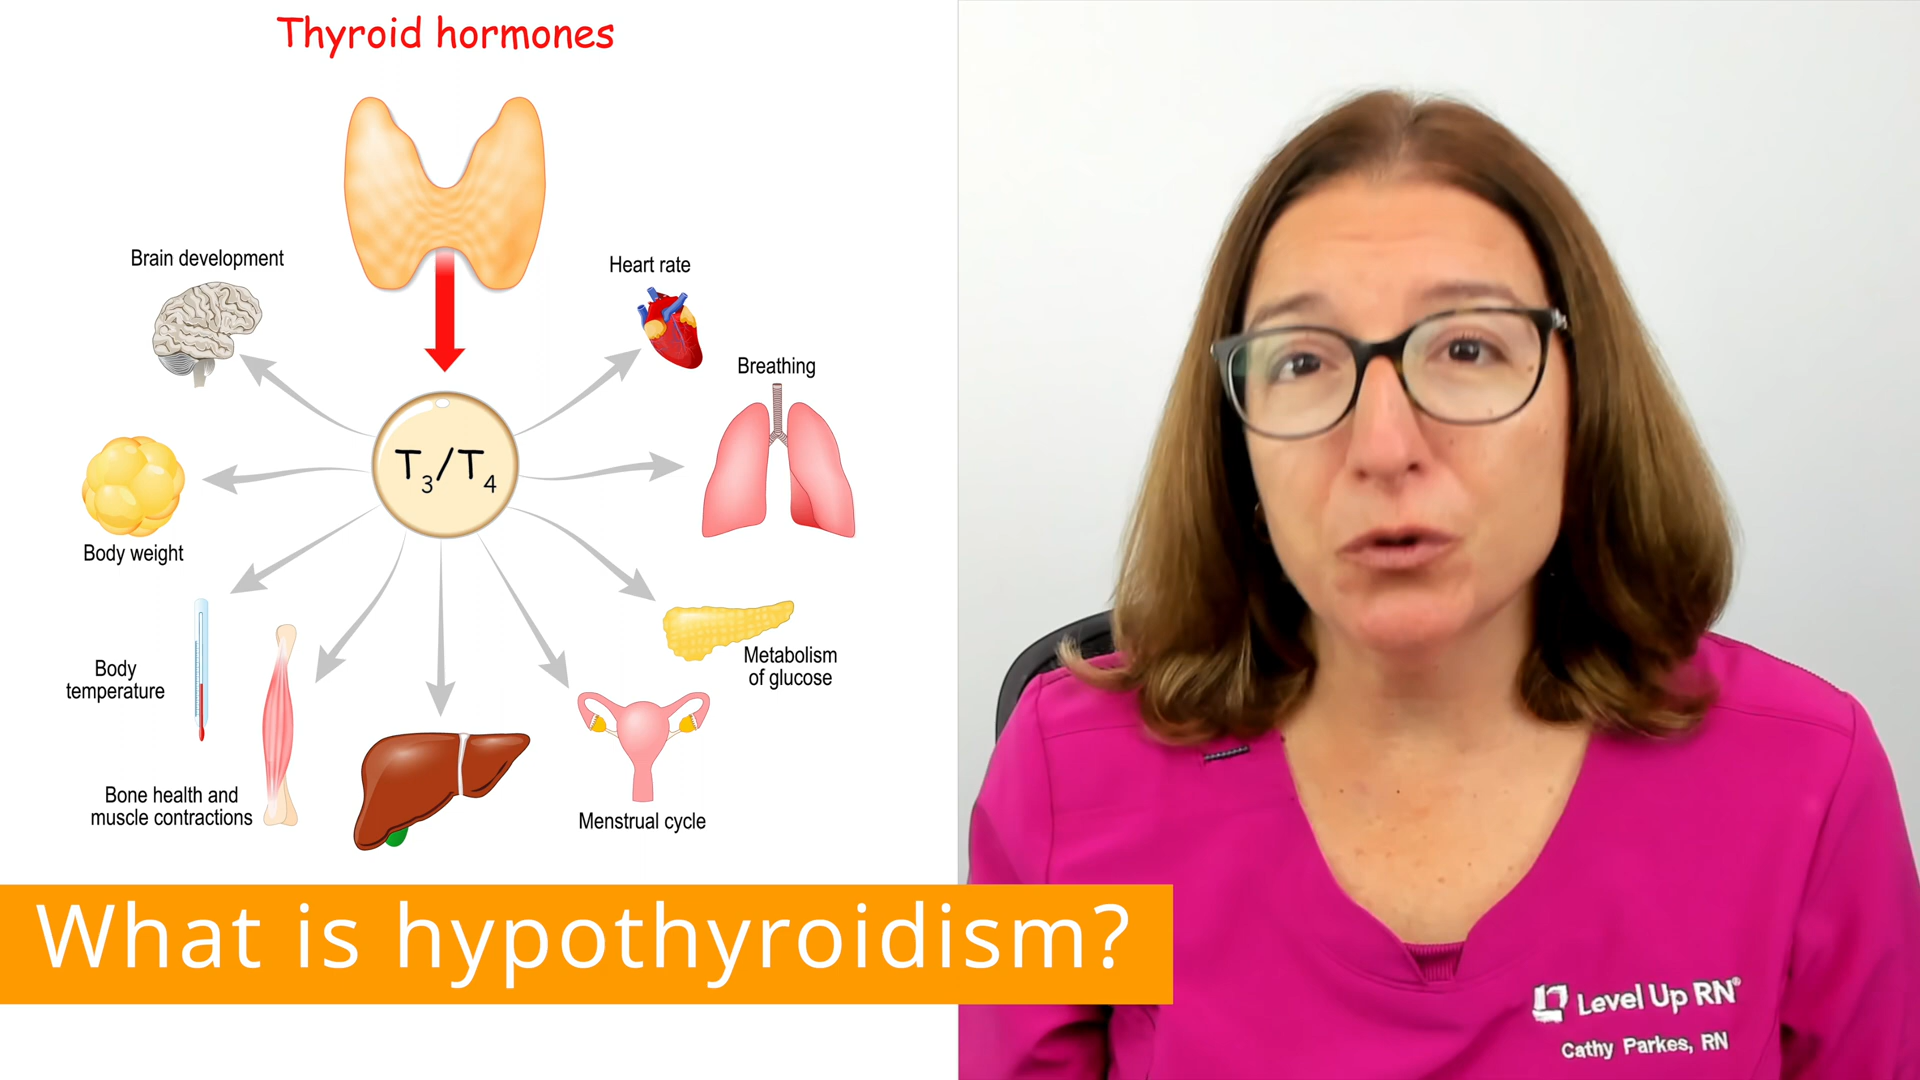 Thyroid hormones
Brain development
Heart rate
Breathing
T3/T4
Body weight
Metabolism
of glucose
Body
temperature
Bone health and
muscle contractions
Menstrual cycle
What is hypothyroidism?
Level Up RN®
Cathy Parkes, RN